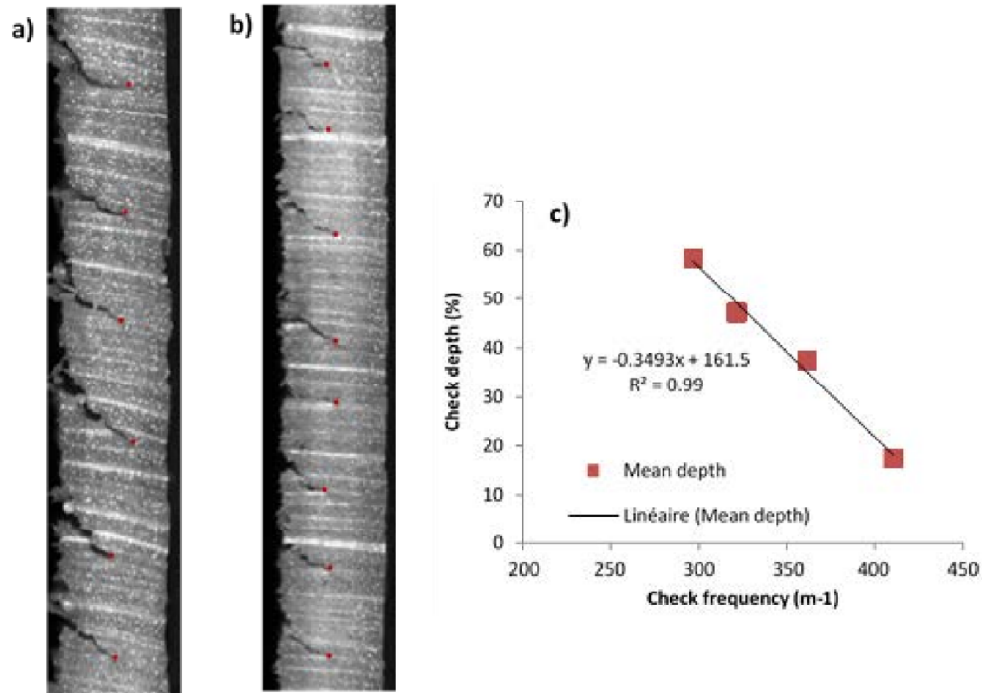 a)
b)
c)
Check depth (%)
70
60
50
40
30
20
10
0
y = -0.3493x + 161.5
R² = 0.99
Mean depth
Linéaire (Mean depth)
200 250 300 350 400 450
Check frequency (m-1)